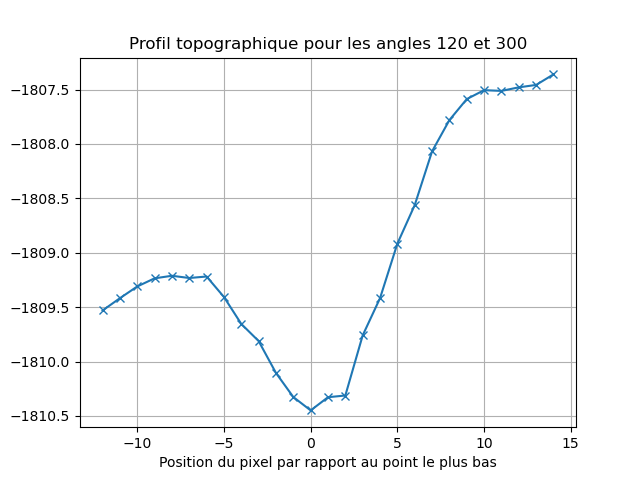 Profil topographique pour les angles 120 et 300
−1807.5
−1808.0
−1808.5
−1809.0
−1809.5
−1810.0
−1810.5
−10 −5 0 5 10 15
Position du pixel par rapport au point le plus bas